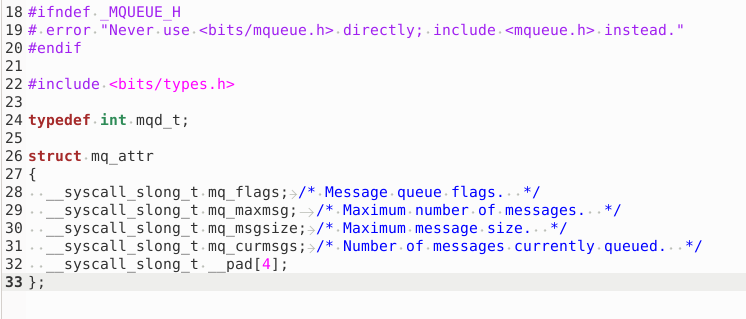 18 #ifndef _MQUEUE_H
19 # error "Never use <bits/mqueue.h> directly; include <mqueue.h> instead."
20 #endif
21
22 #include <bits/types.h>
23
24 typedef int mqd_t;
25
26 struct mq_attr
27 {
28   __syscall_slong_t mq_flags;	/* Message queue flags.  */
29   __syscall_slong_t mq_maxmsg;	/* Maximum number of messages.  */
30   __syscall_slong_t mq_msgsize;	/* Maximum message size.  */
31   __syscall_slong_t mq_curmsgs;	/* Number of messages currently queued.  */
32   __syscall_slong_t __pad[4];
33 };